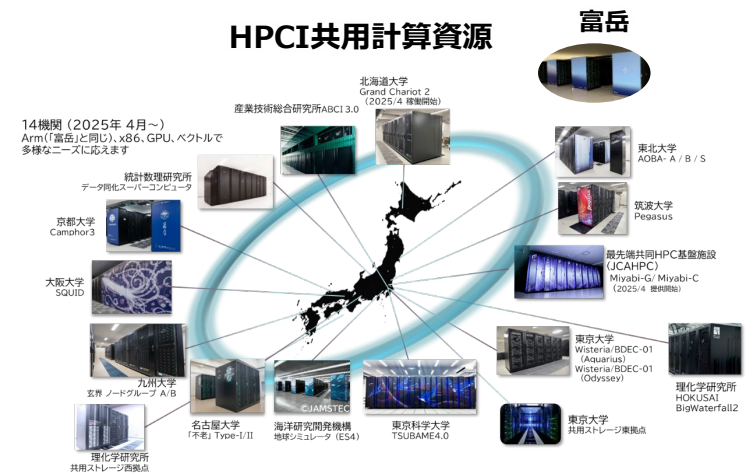 HPCI共用計算資源
富岳
14機関（2025年 4月～）
Arm(「富岳」と同じ)、x86、GPU、ベクトルで
多様なニーズに応えます
北海道大学
Grand Chariot 2
（2025/4 稼働開始）
産業技術総合研究所ABCI 3.0
統計数理研究所
データ同化スーパーコンピュータ
京都大学
Camphor3
大阪大学
SQUID
九州大学
玄界 ノードグループ A/B
理化学研究所
共用ストレージ西拠点
名古屋大学
「不老」 Type-I/II
©JAMSTEC
海洋研究開発機構
地球シミュレータ（ES4）
東京科学大学
TSUBAME4.0
東京大学
共用ストレージ東拠点
東京大学
Wisteria/BDEC-01
（Aquarius）
Wisteria/BDEC-01
（Odyssey）
理化学研究所
HOKUSAI
BigWaterfall2
最先端共同HPC基盤施設
（JCAHPC）
Miyabi-G/ Miyabi-C
（2025/4 提供開始）
筑波大学
Pegasus
東北大学
AOBA- A / B / S